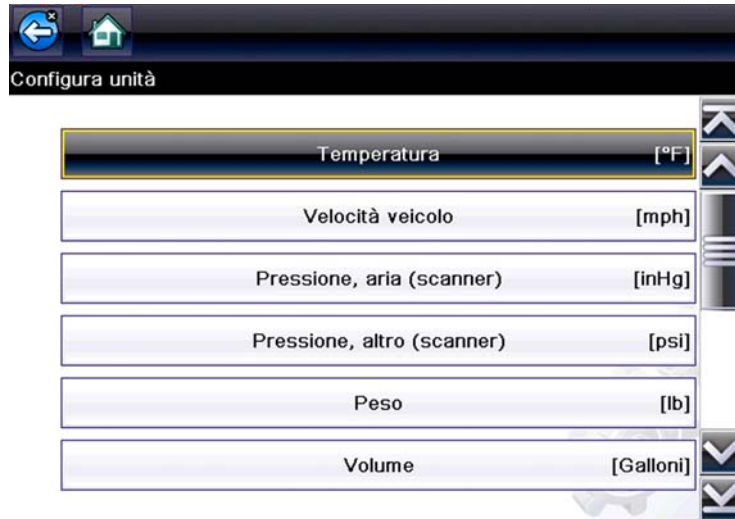 Configura unità
Temperatura [°F]
Velocità veicolo [mph]
Pressione, aria (scanner) [inHg]
Pressione, altro (scanner) [psi]
Peso [lb]
Volume [Galloni]